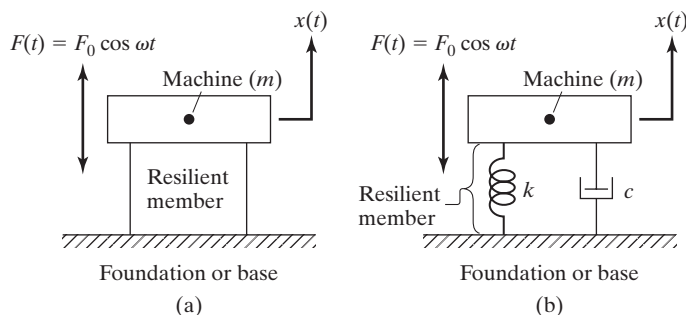 x(t)
F(t) = F₀ cos ωt
Machine (m)
Resilient
member
Foundation or base
(a)
x(t)
F(t) = F₀ cos ωt
Machine (m)
Resilient
member
k
c
Foundation or base
(b)